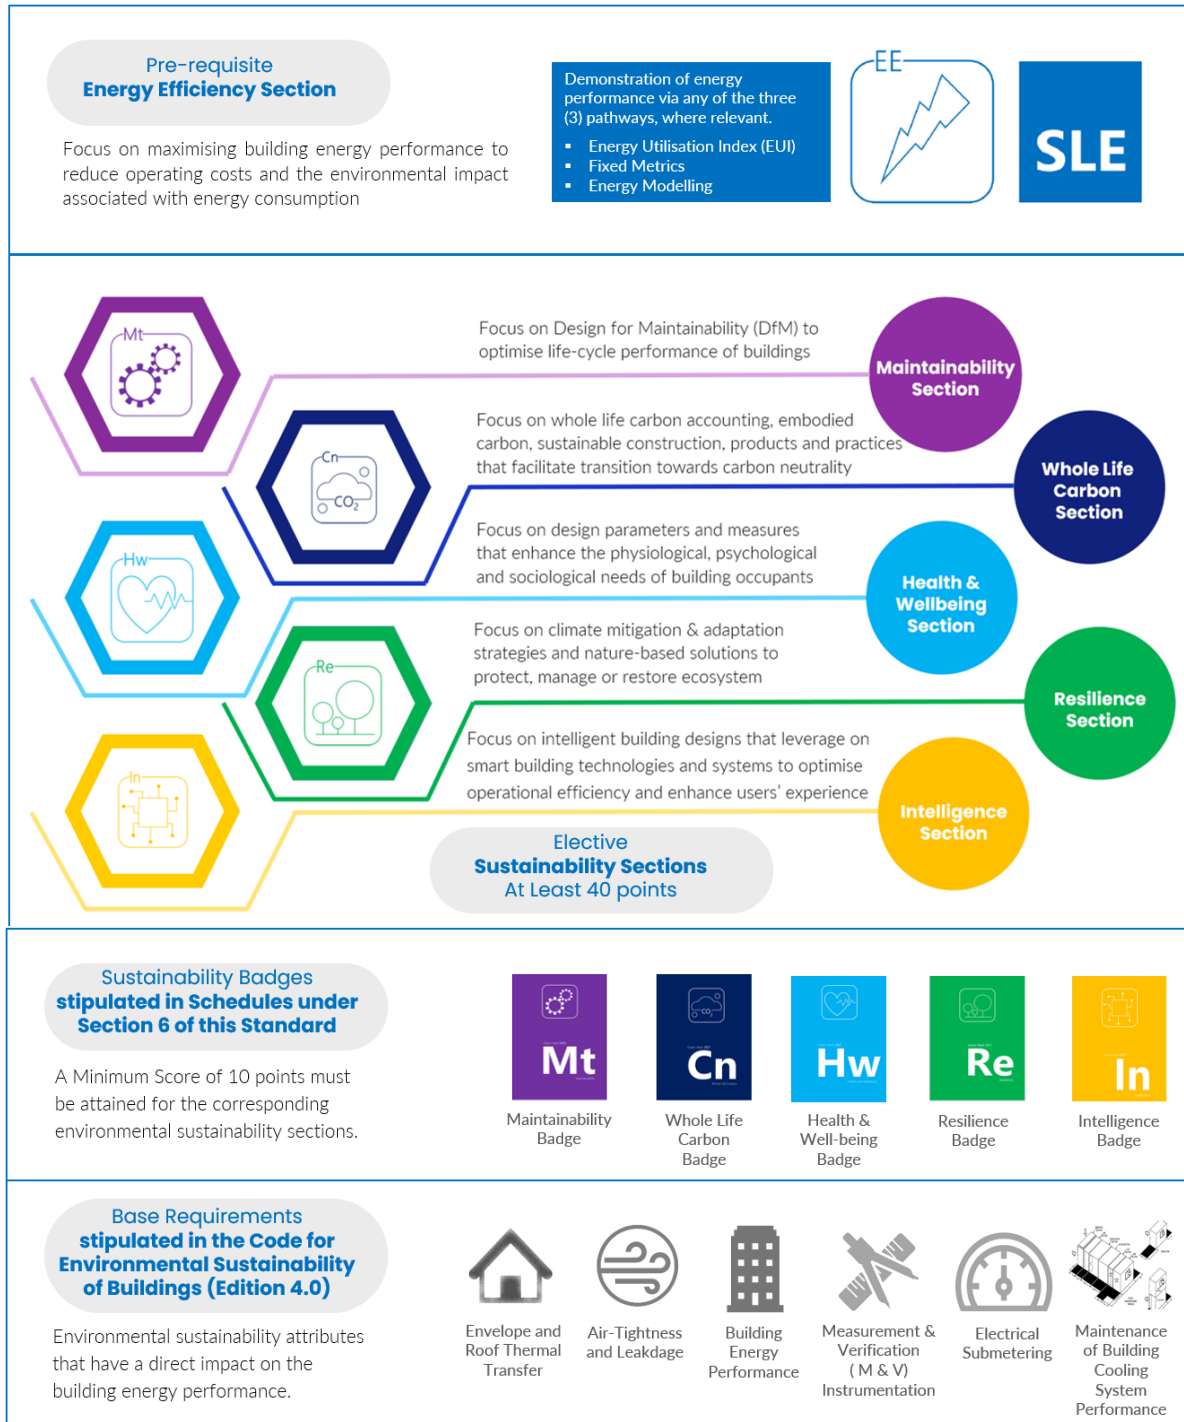 Pre-requisite
Energy Efficiency Section
Focus on maximising building energy performance to
reduce operating costs and the environmental impact
associated with energy consumption
Demonstration of energy
performance via any of the three
(3) pathways, where relevant.
▪ Energy Utilisation Index (EUI)
▪ Fixed Metrics
▪ Energy Modelling
EE
SLE
Mt
Focus on Design for Maintainability (DfM) to
optimise life-cycle performance of buildings
Maintainability
Section
Cn
CO₂
Focus on whole life carbon accounting, embodied
carbon, sustainable construction, products and practices
that facilitate transition towards carbon neutrality
Whole Life
Carbon
Section
Hw
Focus on design parameters and measures
that enhance the physiological, psychological
and sociological needs of building occupants
Health &
Wellbeing
Section
Re
Focus on climate mitigation & adaptation
strategies and nature-based solutions to
protect, manage or restore ecosystem
Resilience
Section
In
Focus on intelligent building designs that leverage on
smart building technologies and systems to optimise
operational efficiency and enhance users' experience
Intelligence
Section
Elective
Sustainability Sections
At Least 40 points
Sustainability Badges
stipulated in Schedules under
Section 6 of this Standard
A Minimum Score of 10 points must
be attained for the corresponding
environmental sustainability sections.
Mt
Maintainability
Badge
CO₂
Cn
Whole Life Carbon
Whole Life
Carbon
Badge
Hw
Health &
Well-being
Badge
Re
Resilience
Badge
In
Intelligence
Badge
Base Requirements
stipulated in the Code for
Environmental Sustainability
of Buildings (Edition 4.0)
Environmental sustainability attributes
that have a direct impact on the
building energy performance.
Envelope and
Roof Thermal
Transfer
Air-Tightness
and Leakdage
Building
Energy
Performance
Measurement &
Verification
( M & V)
Instrumentation
Electrical
Submetering
Maintenance
of Building
Cooling
System
Performance